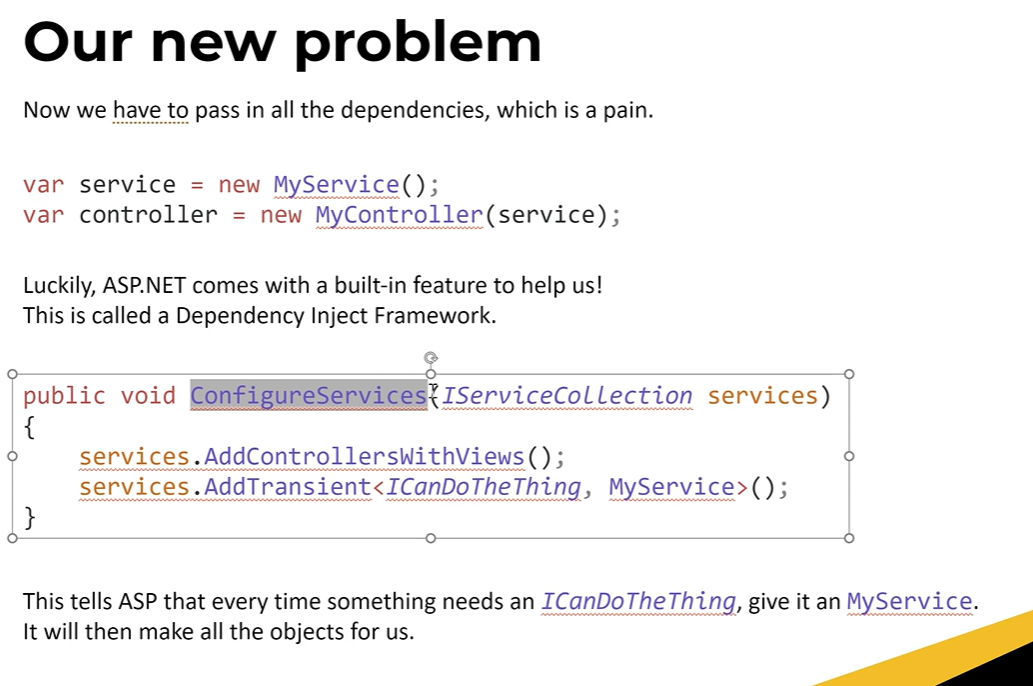 Our new problem
Now we have to pass in all the dependencies, which is a pain.
var service = new MyService();
var controller = new MyController(service);
Luckily, ASP.NET comes with a built-in feature to help us!
This is called a Dependency Inject Framework.
public void ConfigureServices(IServiceCollection services)
{
    services.AddControllersWithViews();
    services.AddTransient<ICanDoTheThing, MyService>();
}
This tells ASP that every time something needs an ICanDoTheThing, give it an MyService.
It will then make all the objects for us.